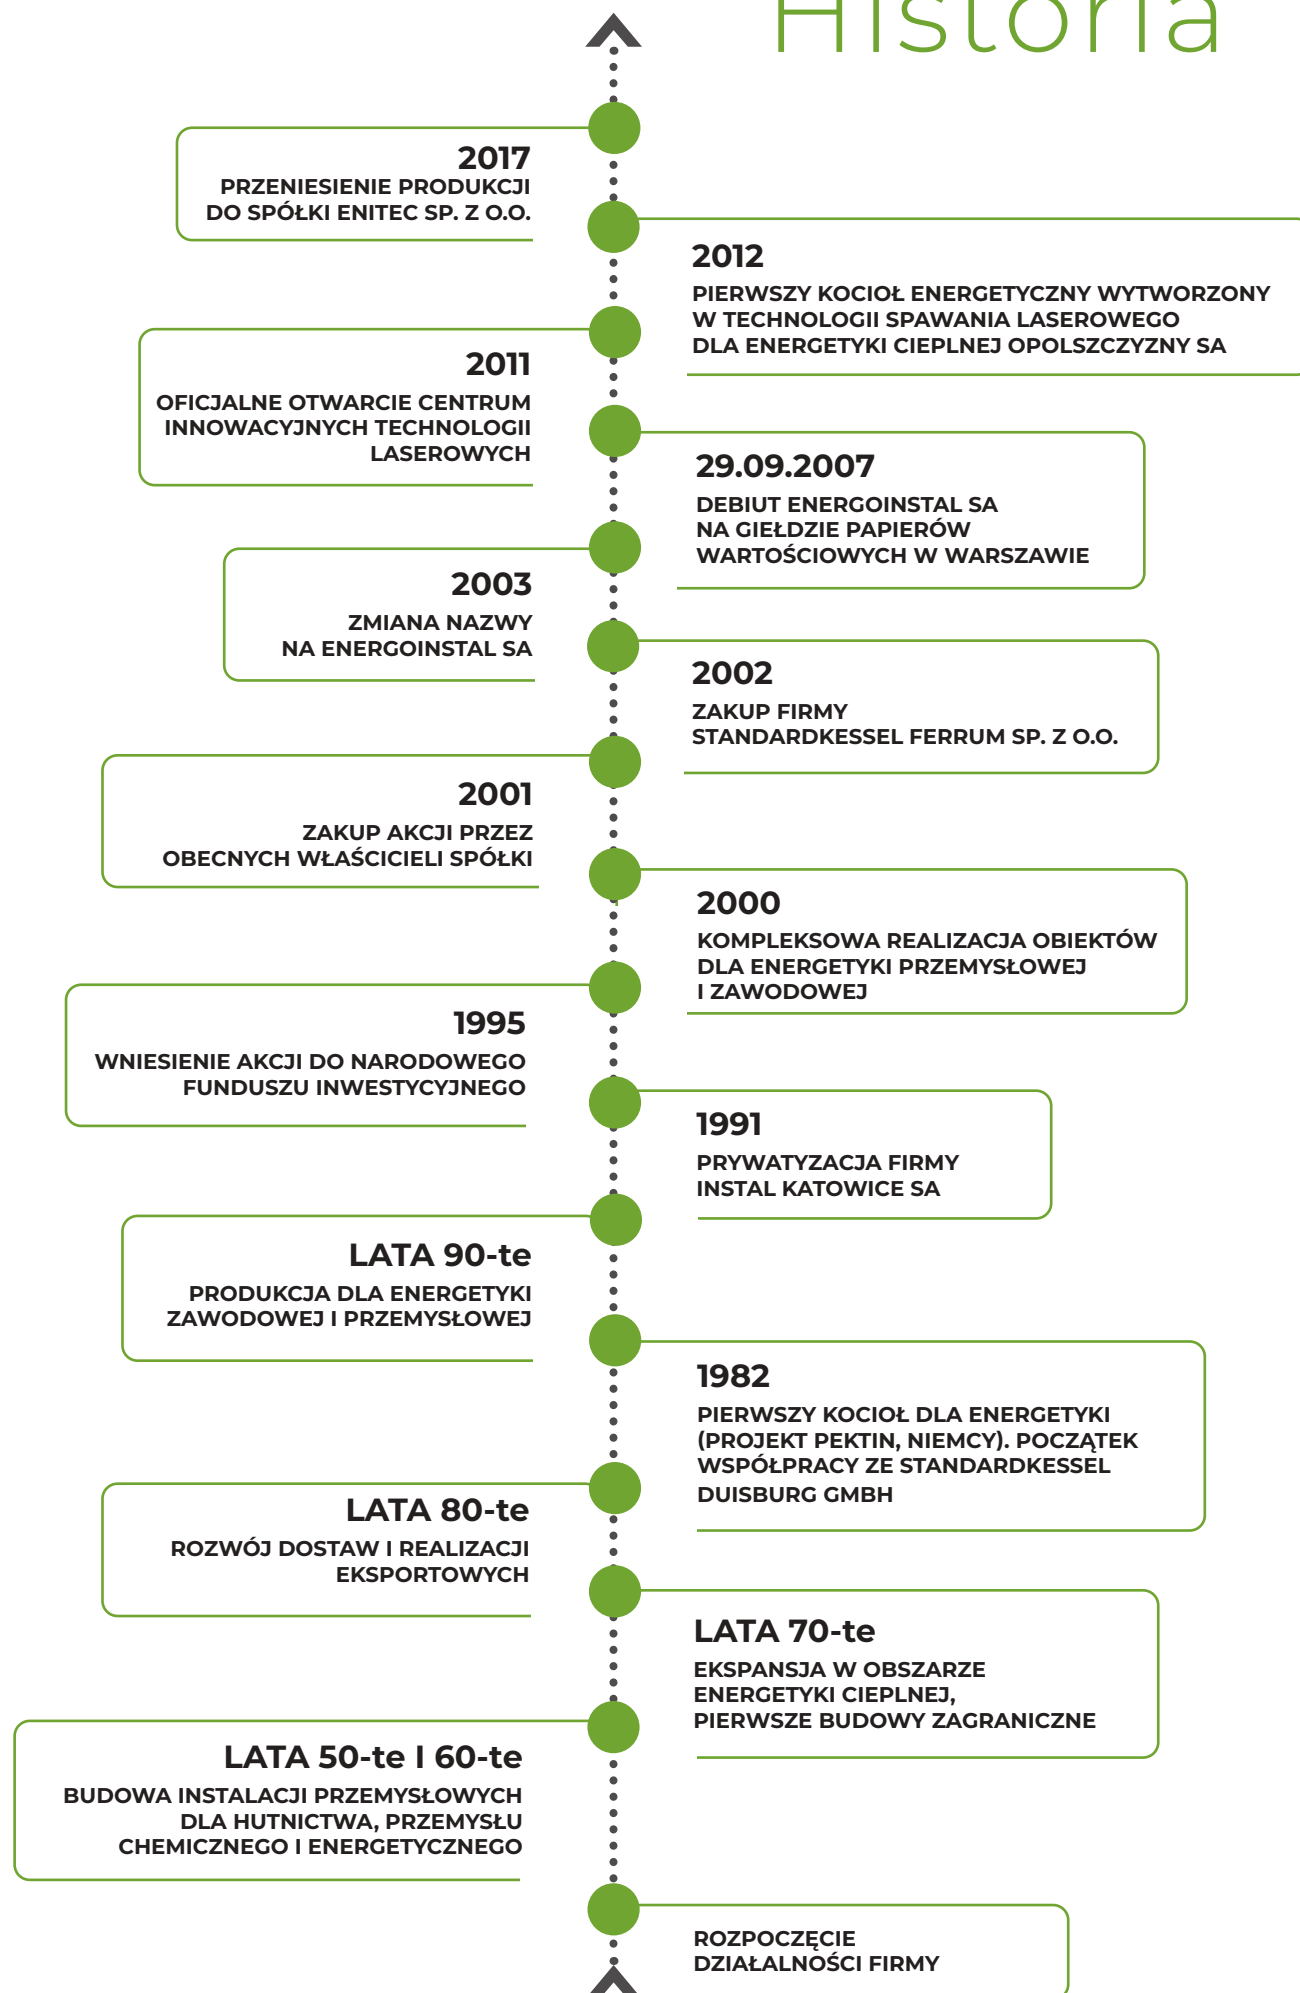 Historia
2017
PRZENIESIENIE PRODUKCJI
DO SPÓŁKI ENITEC SP. Z O.O.
2012
PIERWSZY KOCIOŁ ENERGETYCZNY WYTWORZONY
W TECHNOLOGII SPAWANIA LASEROWEGO
DLA ENERGETYKI CIEPLNEJ OPOLSZCZYZNY SA
2011
OFICJALNE OTWARCIE CENTRUM
INNOWACYJNYCH TECHNOLOGII
LASEROWYCH
29.09.2007
DEBIUT ENERGOINSTAL SA
NA GIEŁDZIE PAPIERÓW
WARTOŚCIOWYCH W WARSZAWIE
2003
ZMIANA NAZWY
NA ENERGOINSTAL SA
2002
ZAKUP FIRMY
STANDARDKESSEL FERRUM SP. Z O.O.
2001
ZAKUP AKCJI PRZEZ
OBECNYCH WŁAŚCICIELI SPÓŁKI
2000
KOMPLEKSOWA REALIZACJA OBIEKTÓW
DLA ENERGETYKI PRZEMYSŁOWEJ
I ZAWODOWEJ
1995
WNIESIENIE AKCJI DO NARODOWEGO
FUNDUSZU INWESTYCYJNEGO
1991
PRYWATYZACJA FIRMY
INSTAL KATOWICE SA
LATA 90-te
PRODUKCJA DLA ENERGETYKI
ZAWODOWEJ I PRZEMYSŁOWEJ
1982
PIERWSZY KOCIOŁ DLA ENERGETYKI
(PROJEKT PEKTIN, NIEMCY). POCZĄTEK
WSPÓŁPRACY ZE STANDARDKESSEL
DUISBURG GMBH
LATA 80-te
ROZWÓJ DOSTAW I REALIZACJI
EKSPORTOWYCH
LATA 70-te
EKSPANSJA W OBSZARZE
ENERGETYKI CIEPLNEJ,
PIERWSZE BUDOWY ZAGRANICZNE
LATA 50-te I 60-te
BUDOWA INSTALACJI PRZEMYSŁOWYCH
DLA HUTNICTWA, PRZEMYSŁU
CHEMICZNEGO I ENERGETYCZNEGO
ROZPOCZĘCIE
DZIAŁALNOŚCI FIRMY